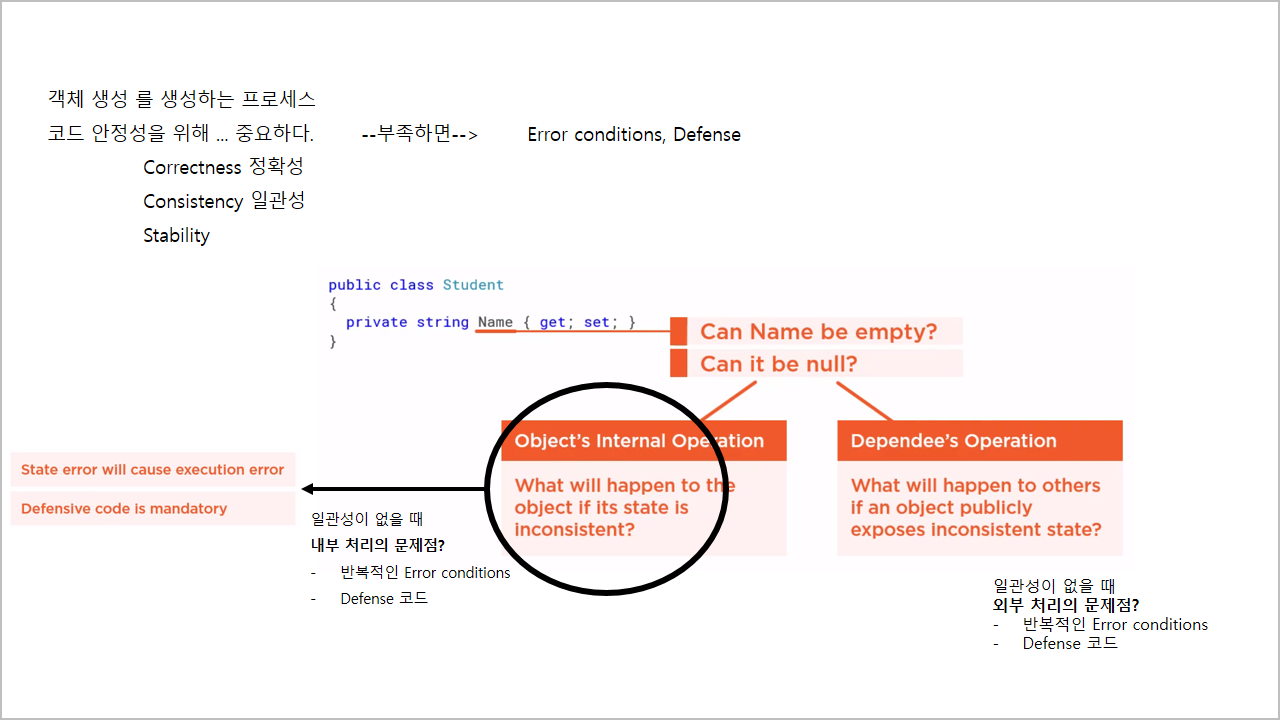 객체 생성 를 생성하는 프로세스
코드 안정성을 위해 ... 중요하다. --부족하면--> Error conditions, Defense
Correctness 정확성
Consistency 일관성
Stability
public class Student
{
private string Name { get; set; }
}
Can Name be empty?
Can it be null?
Object's Internal Operation
What will happen to the
object if its state is
inconsistent?
Dependee's Operation
What will happen to others
if an object publicly
exposes inconsistent state?
State error will cause execution error
Defensive code is mandatory
일관성이 없을 때
내부 처리의 문제점?
- 반복적인 Error conditions
- Defense 코드
일관성이 없을 때
외부 처리의 문제점?
- 반복적인 Error conditions
- Defense 코드